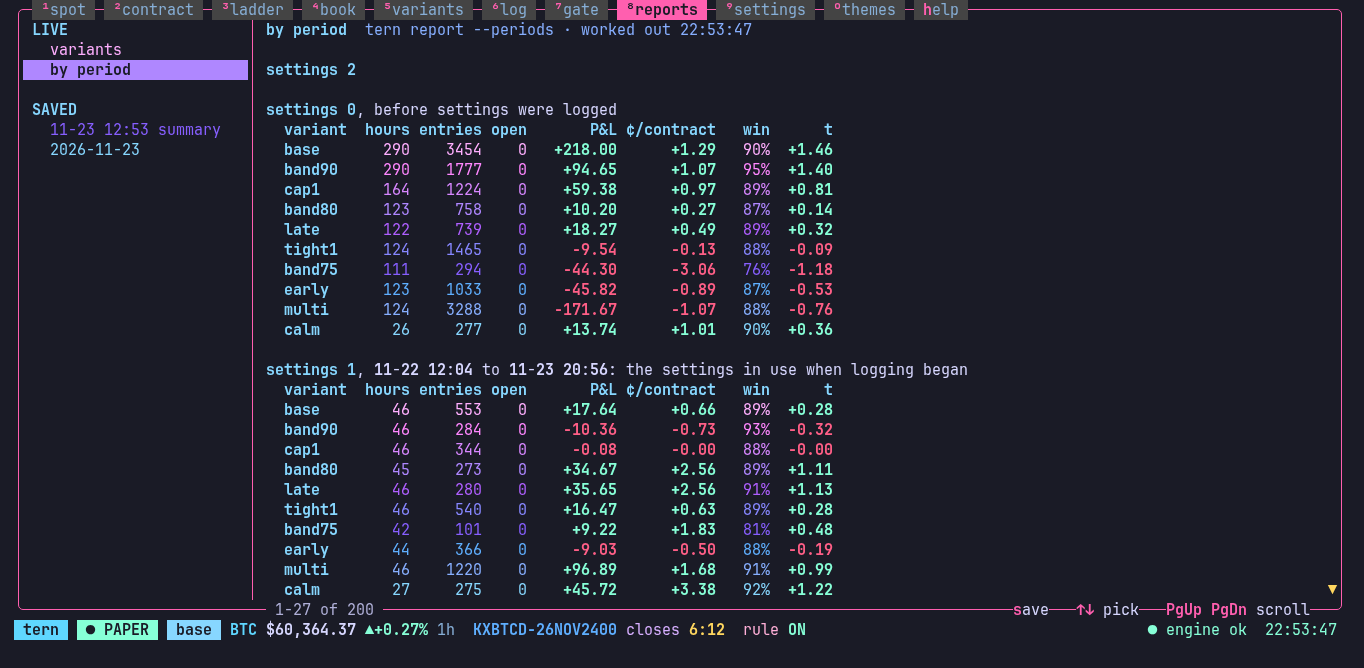 ¹spot ²contract ³ladder ⁴book ⁵variants ⁶log ⁷gate ⁸reports ⁹settings ⁰themes help
LIVE
variants
by period
SAVED
11-23 12:53 summary
2026-11-23
by period tern report --periods · worked out 22:53:47
settings 2
settings 0, before settings were logged
variant hours entries open P&L ¢/contract win t
base 290 3454 0 +218.00 +1.29 90% +1.46
band90 290 1777 0 +94.65 +1.07 95% +1.40
cap1 164 1224 0 +59.38 +0.97 89% +0.81
band80 123 758 0 +10.20 +0.27 87% +0.14
late 122 739 0 +18.27 +0.49 89% +0.32
tight1 124 1465 0 -9.54 -0.13 88% -0.09
band75 111 294 0 -44.30 -3.06 76% -1.18
early 123 1033 0 -45.82 -0.89 87% -0.53
multi 124 3288 0 -171.67 -1.07 88% -0.76
calm 26 277 0 +13.74 +1.01 90% +0.36
settings 1, 11-22 12:04 to 11-23 20:56: the settings in use when logging began
variant hours entries open P&L ¢/contract win t
base 46 553 0 +17.64 +0.66 89% +0.28
band90 46 284 0 -10.36 -0.73 93% -0.32
cap1 46 344 0 -0.08 -0.00 88% -0.00
band80 45 273 0 +34.67 +2.56 89% +1.11
late 46 280 0 +35.65 +2.56 91% +1.13
tight1 46 540 0 +16.47 +0.63 89% +0.28
band75 42 101 0 +9.22 +1.83 81% +0.48
early 44 366 0 -9.03 -0.50 88% -0.19
multi 46 1220 0 +96.89 +1.68 91% +0.99
calm 27 275 0 +45.72 +3.38 92% +1.22
▼
1-27 of 200 save ↑↓ pick PgUp PgDn scroll
tern ● PAPER base BTC $60,364.37 ▲+0.27% 1h KXBTCD-26NOV2400 closes 6:12 rule ON ● engine ok 22:53:47